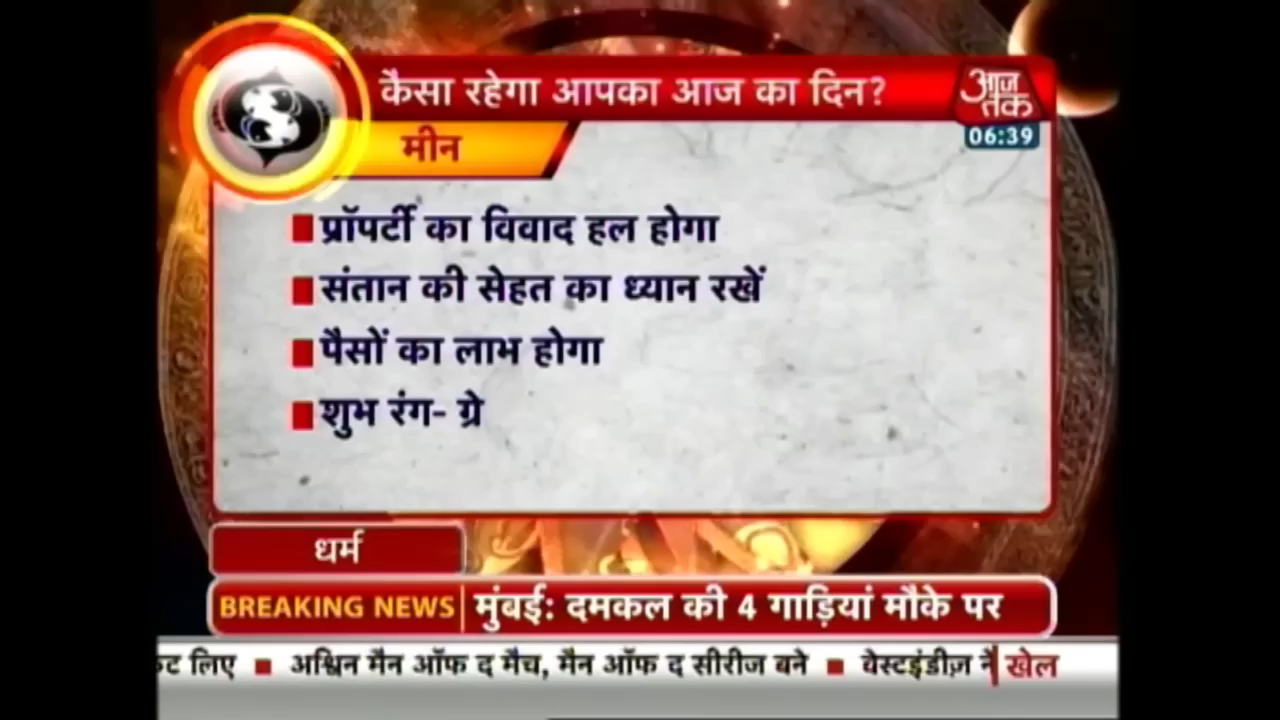 कैसा रहेगा आपका आज का दिन?
आज
तक
06:39
मीन
प्रॉपर्टी का विवाद हल होगा
संतान की सेहत का ध्यान रखें
पैसों का लाभ होगा
शुभ रंग- ग्रे
धर्म
BREAKING NEWS मुंबई: दमकल की 4 गाड़ियां मौके पर
लिए ■ अश्विन मैन ऑफ द मैच, मैन ऑफ द सीरीज बने ■ वेस्टइंडीज़ खेल